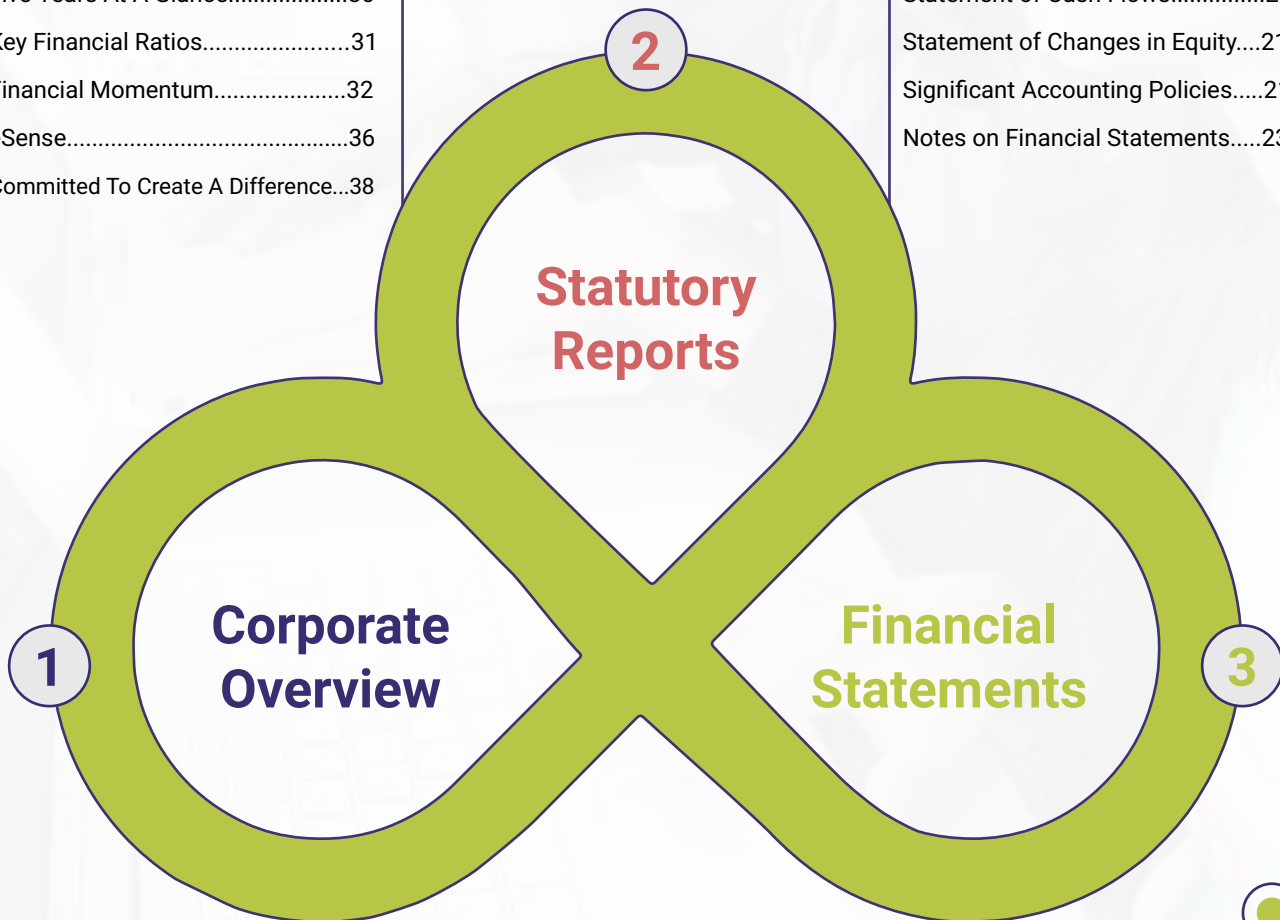 Key Financial Ratios.......................31
Financial Momentum.....................32
Sense............................................36
Committed To Create A Difference...38
Statement of Changes in Equity....21
Significant Accounting Policies.....21
Notes on Financial Statements.....23
2
Statutory
Reports
1
Corporate
Overview
Financial
Statements
3